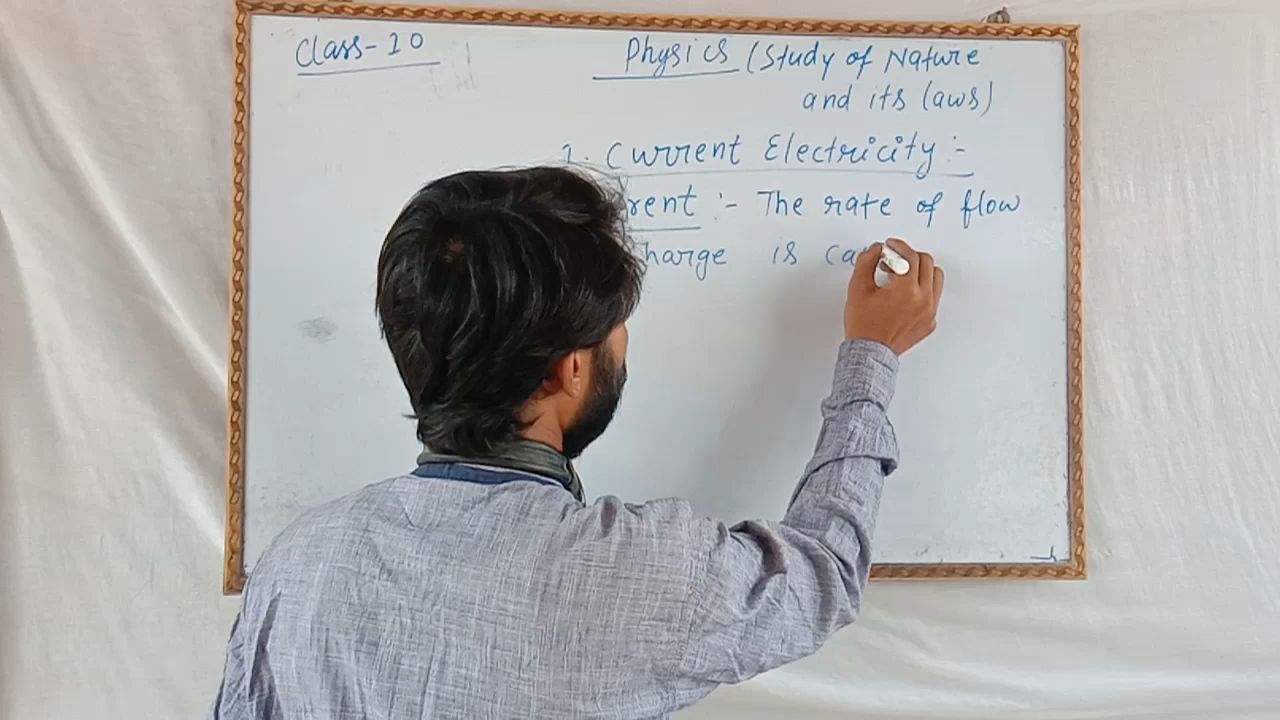 Class-10
Physics (Study of Nature
and its laws)
1. Current Electricity :-
rent :- The rate of flow
harge is ca